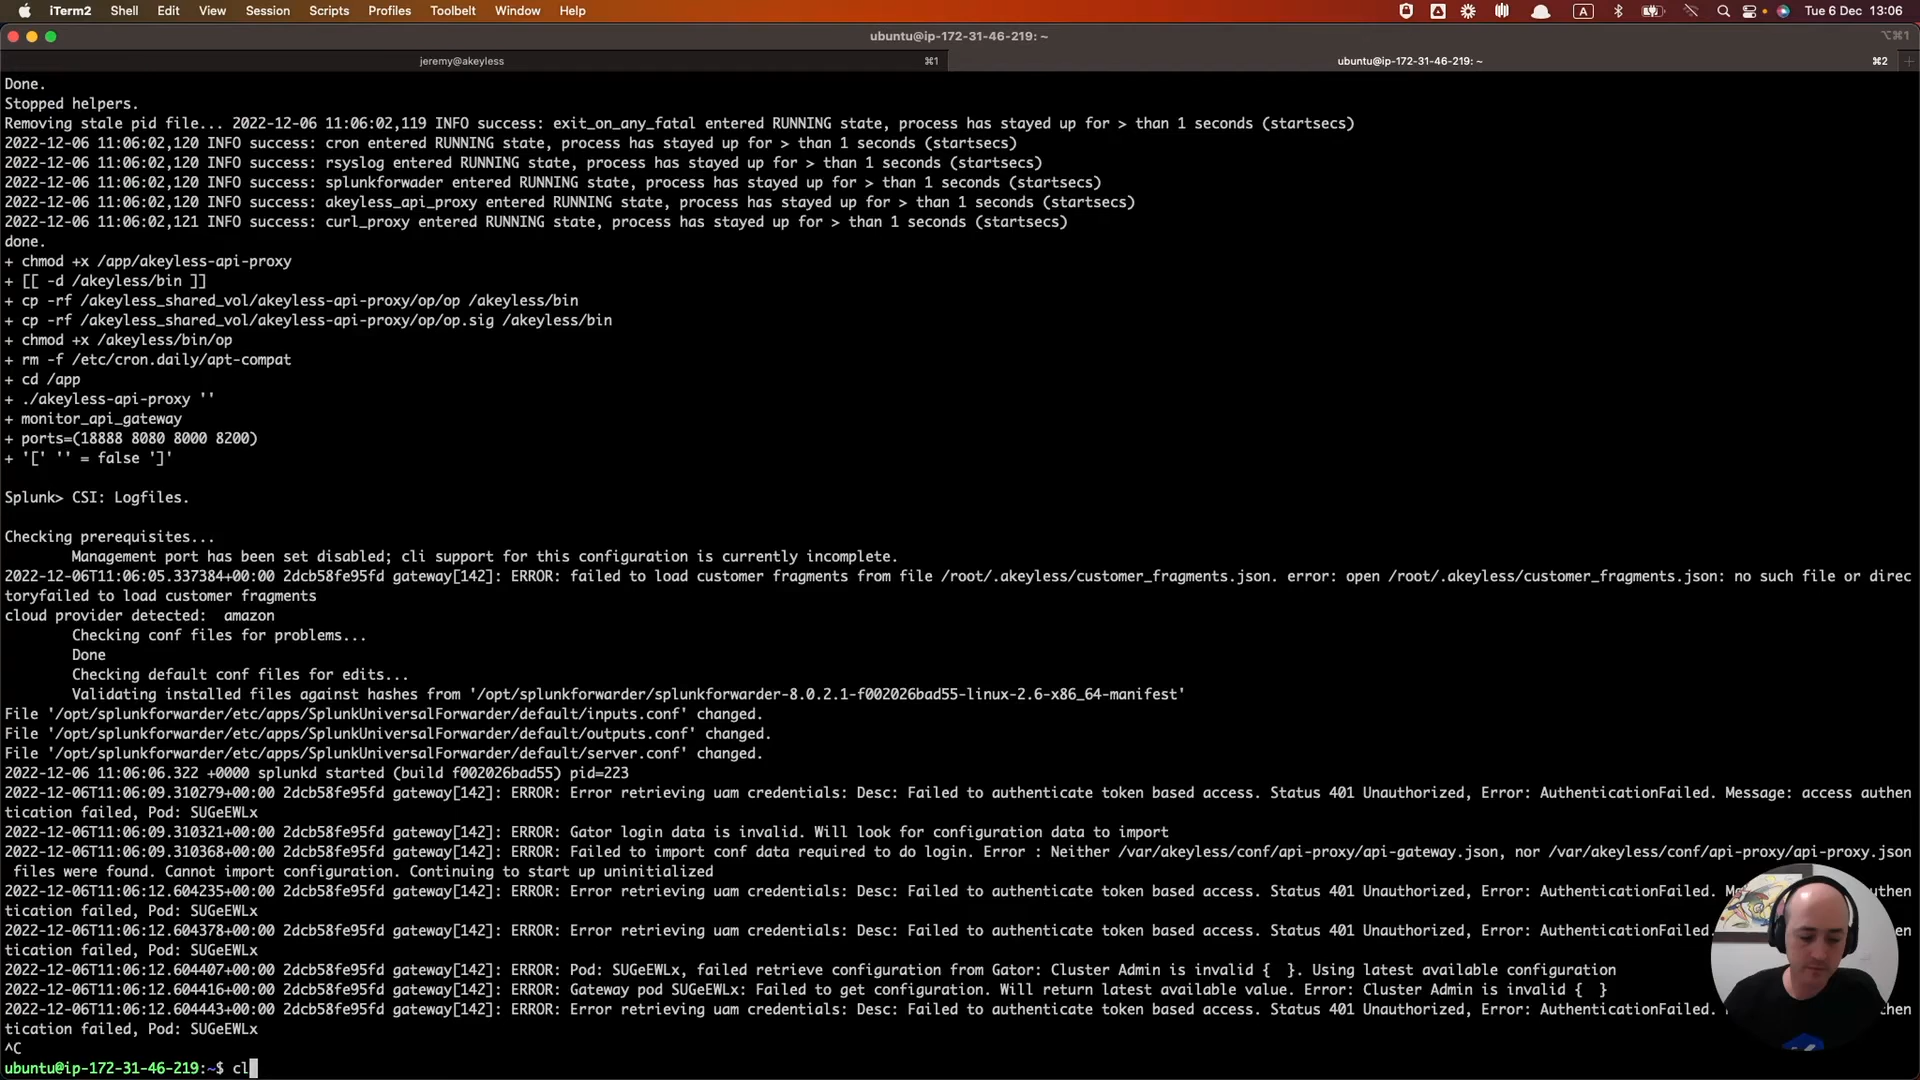 iTerm2 Shell Edit View Session Scripts Profiles Toolbelt Window Help A Tue 6 Dec 13:06
ubuntu@ip-172-31-46-219: ~ ⌥⌘1
jeremy@akeyless ⌘1 ubuntu@ip-172-31-46-219: ~ ⌘2
Done.
Stopped helpers.
Removing stale pid file... 2022-12-06 11:06:02,119 INFO success: exit_on_any_fatal entered RUNNING state, process has stayed up for > than 1 seconds (startsecs)
2022-12-06 11:06:02,120 INFO success: cron entered RUNNING state, process has stayed up for > than 1 seconds (startsecs)
2022-12-06 11:06:02,120 INFO success: rsyslog entered RUNNING state, process has stayed up for > than 1 seconds (startsecs)
2022-12-06 11:06:02,120 INFO success: splunkforwader entered RUNNING state, process has stayed up for > than 1 seconds (startsecs)
2022-12-06 11:06:02,120 INFO success: akeyless_api_proxy entered RUNNING state, process has stayed up for > than 1 seconds (startsecs)
2022-12-06 11:06:02,121 INFO success: curl_proxy entered RUNNING state, process has stayed up for > than 1 seconds (startsecs)
done.
+ chmod +x /app/akeyless-api-proxy
+ [[ -d /akeyless/bin ]]
+ cp -rf /akeyless_shared_vol/akeyless-api-proxy/op/op /akeyless/bin
+ cp -rf /akeyless_shared_vol/akeyless-api-proxy/op/op.sig /akeyless/bin
+ chmod +x /akeyless/bin/op
+ rm -f /etc/cron.daily/apt-compat
+ cd /app
+ ./akeyless-api-proxy ''
+ monitor_api_gateway
+ ports=(18888 8080 8000 8200)
+ '[' '' = false ']'
Splunk> CSI: Logfiles.
Checking prerequisites...
Management port has been set disabled; cli support for this configuration is currently incomplete.
2022-12-06T11:06:05.337384+00:00 2dcb58fe95fd gateway[142]: ERROR: failed to load customer fragments from file /root/.akeyless/customer_fragments.json. error: open /root/.akeyless/customer_fragments.json: no such file or direc
toryfailed to load customer fragments
cloud provider detected:  amazon
Checking conf files for problems...
Done
Checking default conf files for edits...
Validating installed files against hashes from '/opt/splunkforwarder/splunkforwarder-8.0.2.1-f002026bad55-linux-2.6-x86_64-manifest'
File '/opt/splunkforwarder/etc/apps/SplunkUniversalForwarder/default/inputs.conf' changed.
File '/opt/splunkforwarder/etc/apps/SplunkUniversalForwarder/default/outputs.conf' changed.
File '/opt/splunkforwarder/etc/apps/SplunkUniversalForwarder/default/server.conf' changed.
2022-12-06 11:06:06.322 +0000 splunkd started (build f002026bad55) pid=223
2022-12-06T11:06:09.310279+00:00 2dcb58fe95fd gateway[142]: ERROR: Error retrieving uam credentials: Desc: Failed to authenticate token based access. Status 401 Unauthorized, Error: AuthenticationFailed. Message: access authen
tication failed, Pod: SUGeEWLx
2022-12-06T11:06:09.310321+00:00 2dcb58fe95fd gateway[142]: ERROR: Gator login data is invalid. Will look for configuration data to import
2022-12-06T11:06:09.310368+00:00 2dcb58fe95fd gateway[142]: ERROR: Failed to import conf data required to do login. Error : Neither /var/akeyless/conf/api-proxy/api-gateway.json, nor /var/akeyless/conf/api-proxy/api-proxy.json
files were found. Cannot import configuration. Continuing to start up uninitialized
2022-12-06T11:06:12.604235+00:00 2dcb58fe95fd gateway[142]: ERROR: Error retrieving uam credentials: Desc: Failed to authenticate token based access. Status 401 Unauthorized, Error: AuthenticationFailed. uthen
tication failed, Pod: SUGeEWLx
2022-12-06T11:06:12.604378+00:00 2dcb58fe95fd gateway[142]: ERROR: Error retrieving uam credentials: Desc: Failed to authenticate token based access. Status 401 Unauthorized, Error: AuthenticationFailed. en
tication failed, Pod: SUGeEWLx
2022-12-06T11:06:12.604407+00:00 2dcb58fe95fd gateway[142]: ERROR: Pod: SUGeEWLx, failed retrieve configuration from Gator: Cluster Admin is invalid {  }. Using latest available configuration
2022-12-06T11:06:12.604416+00:00 2dcb58fe95fd gateway[142]: ERROR: Gateway pod SUGeEWLx: Failed to get configuration. Will return latest available value. Error: Cluster Admin is invalid {  }
2022-12-06T11:06:12.604443+00:00 2dcb58fe95fd gateway[142]: ERROR: Error retrieving uam credentials: Desc: Failed to authenticate token based access. Status 401 Unauthorized, Error: AuthenticationFailed. hen
tication failed, Pod: SUGeEWLx
^C
ubuntu@ip-172-31-46-219:~$ cl